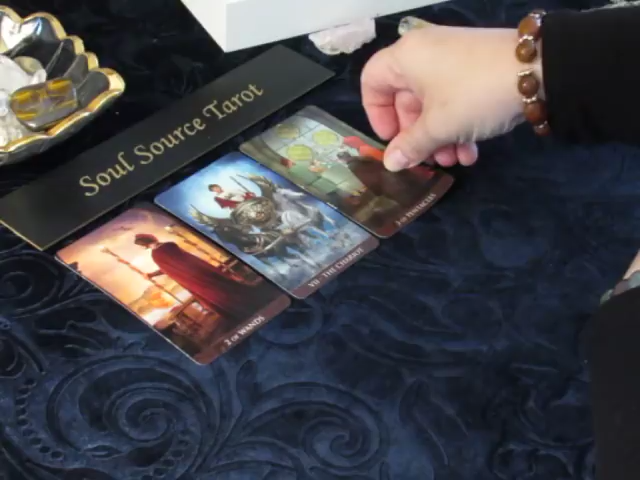 Soul Source Tarot
2 OF WANDS
VII - THE CHARIOT
3 OF PENTACLES